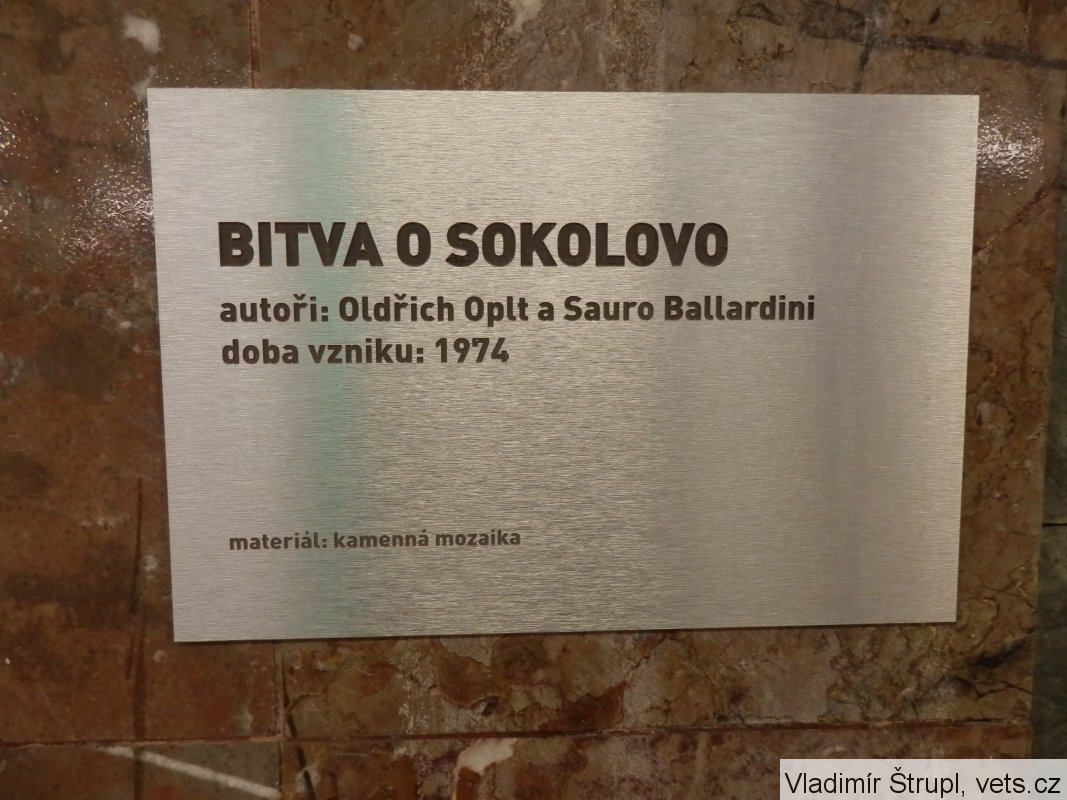 BITVA O SOKOLOVO
autoři: Oldřich Oplt a Sauro Ballardini
doba vzniku: 1974
materiál: kamenná mozaika
Vladimír Štrupl, vets.cz